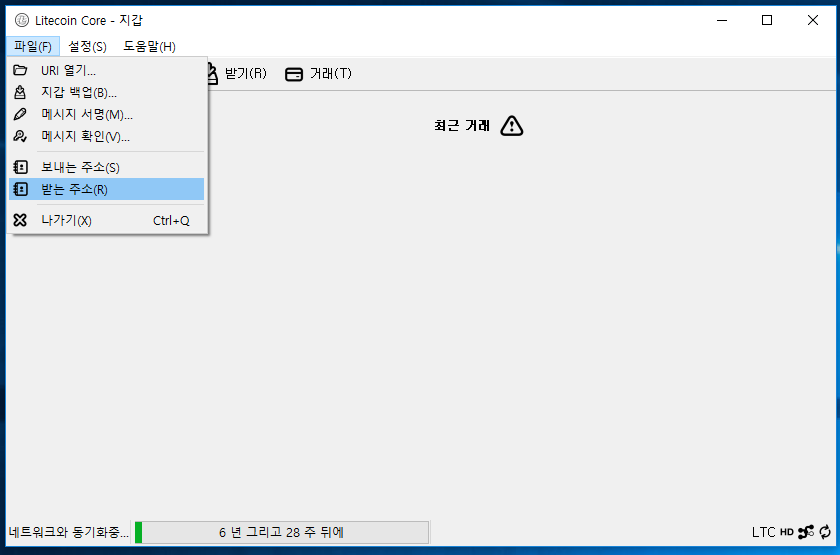 Litecoin Core - 지갑
파일(F) 설정(S) 도움말(H)
받기(R) 거래(T)
URI 열기...
지갑 백업(B)...
메시지 서명(M)...
메시지 확인(V)...
보내는 주소(S)
받는 주소(R)
나가기(X) Ctrl+Q
최근 거래
네트워크와 동기화중...
6 년 그리고 28 주 뒤에
LTC HD